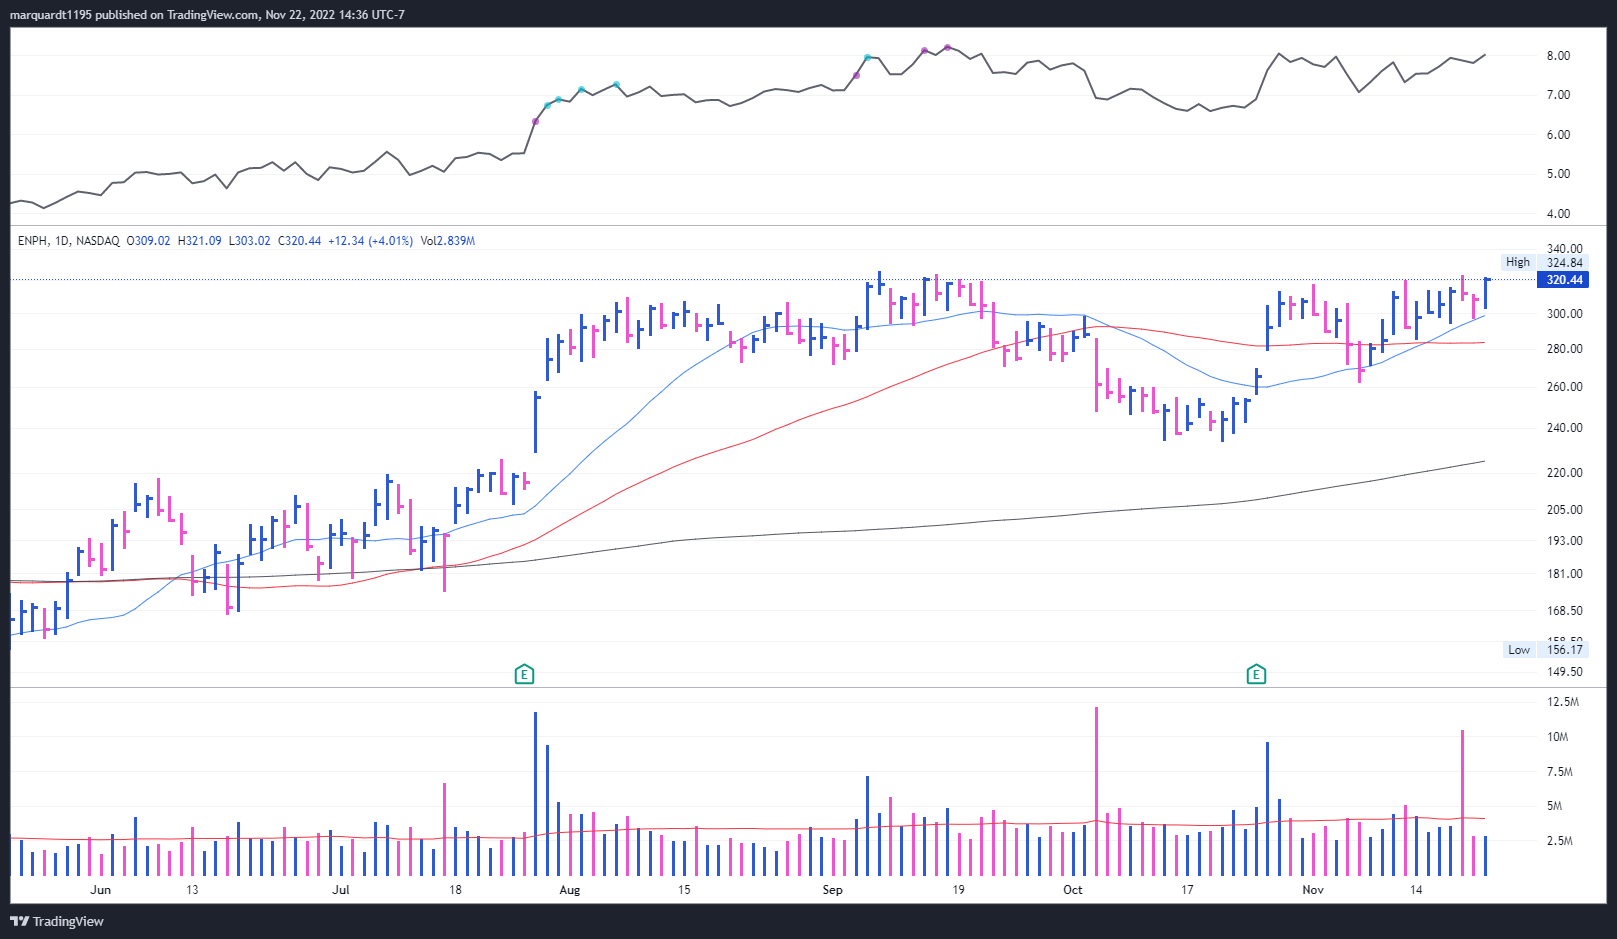 marquardt1195 published on TradingView.com, Nov 22, 2022 14:36 UTC-7
8.00
7.00
6.00
5.00
4.00
ENPH, 1D, NASDAQ O309.02 H321.09 L303.02 C320.44 +12.34 (+4.01%) Vol2.839M
340.00
High 324.84
320.44
300.00
280.00
260.00
240.00
220.00
205.00
193.00
181.00
168.50
158.50
Low 156.17
149.50
E E
12.5M
10M
7.5M
5M
2.5M
Jun 13 Jul 18 Aug 15 Sep 19 Oct 17 Nov 14
TradingView